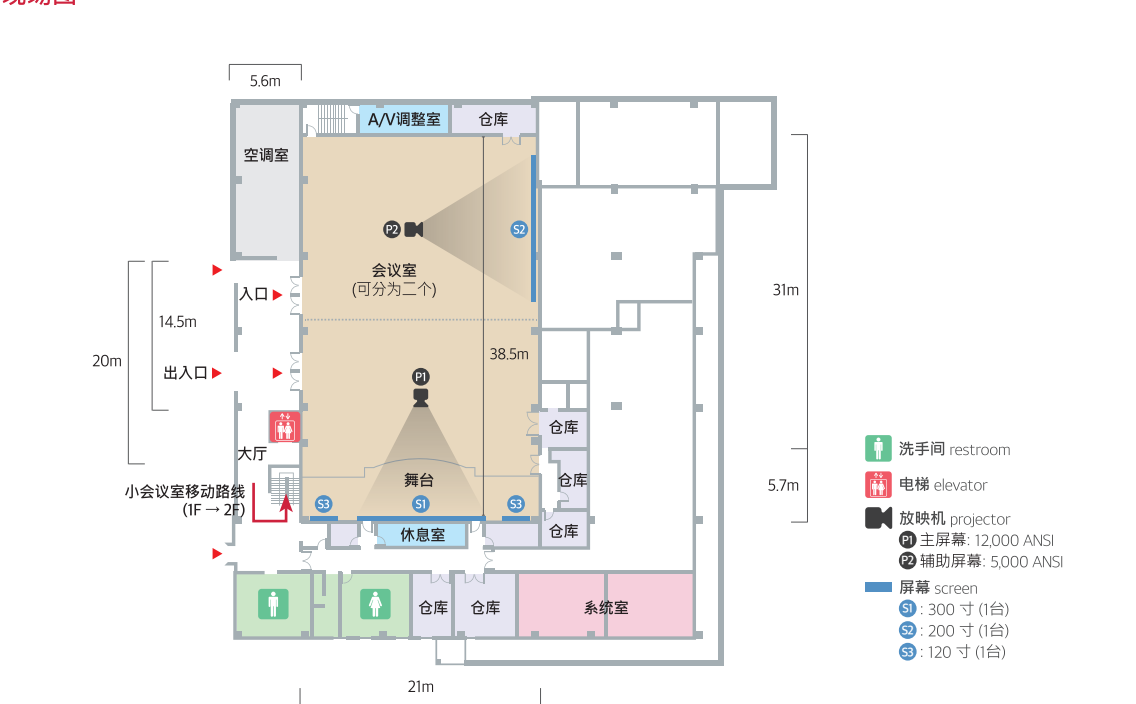 5.6m
A/V调整室
仓库
空调室
P2
S2
会议室
(可分为二个)
入口
14.5m
20m
出入口
31m
38.5m
P1
仓库
大厅
舞台
仓库
5.7m
小会议室移动路线
(1F → 2F)
S3
S1
S3
休息室
仓库
仓库
仓库
系统室
21m
洗手间 restroom
电梯 elevator
放映机 projector
P1 主屏幕: 12,000 ANSI
P2 辅助屏幕: 5,000 ANSI
屏幕 screen
S1 : 300 寸 (1台)
S2 : 200 寸 (1台)
S3 : 120 寸 (1台)